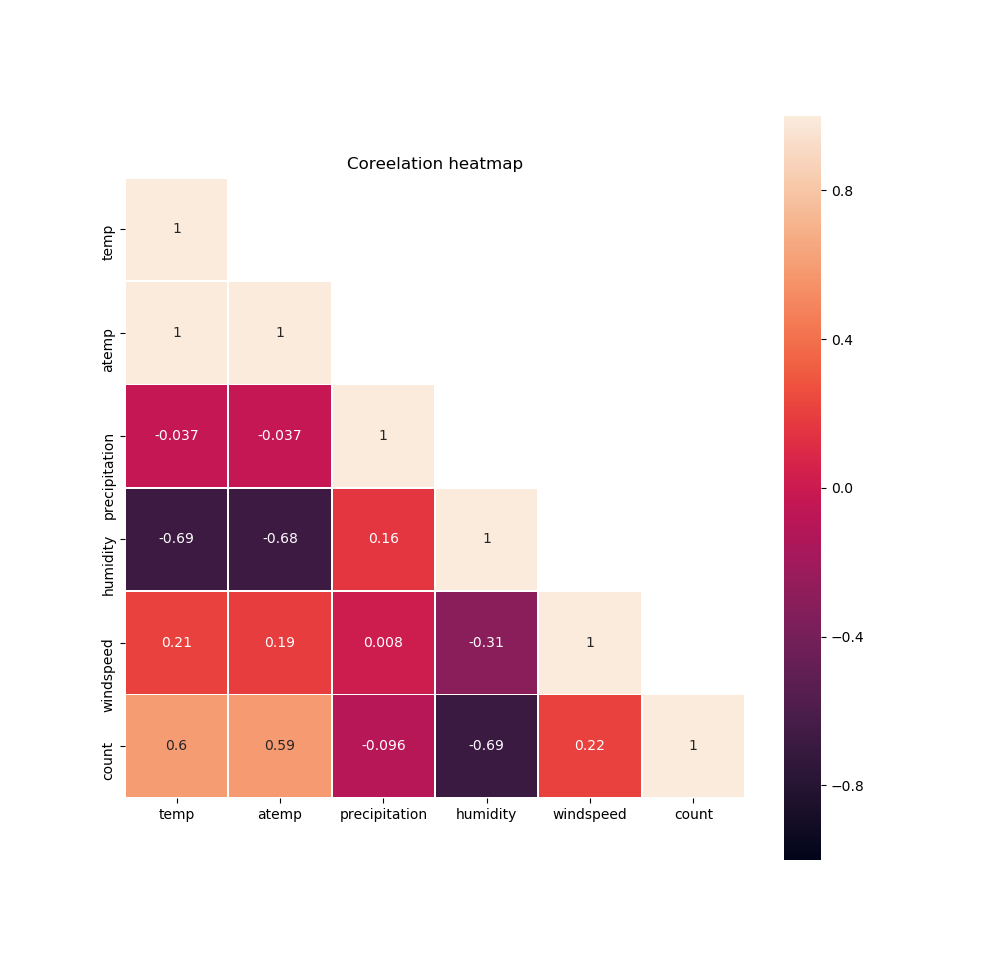 Coreelation heatmap
temp
1
atemp
1 1
precipitation
-0.037 -0.037 1
humidity
-0.69 -0.68 0.16 1
windspeed
0.21 0.19 0.008 -0.31 1
count
0.6 0.59 -0.096 -0.69 0.22 1
temp atemp precipitation humidity windspeed count
0.8
0.4
0.0
−0.4
−0.8